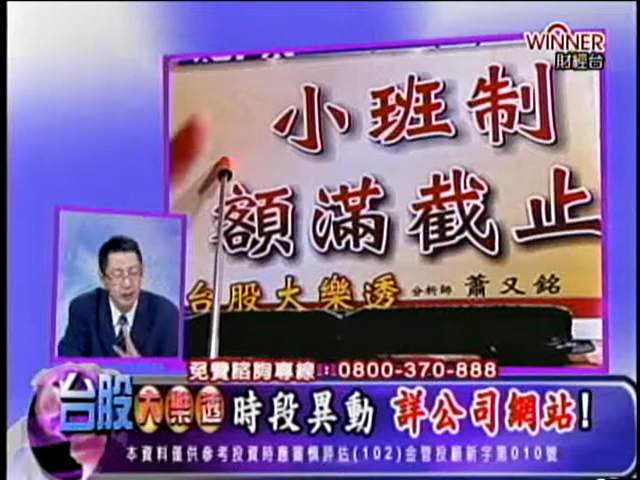 WINNER
財經台
小班制
額滿截止
台股大樂透 分析師 蕭又銘
免費諮詢專線：0800-370-888
台股大樂透 時段異動 詳公司網站!
本資料僅供參考投資時應審慎評估(102)金管投顧新字第010號